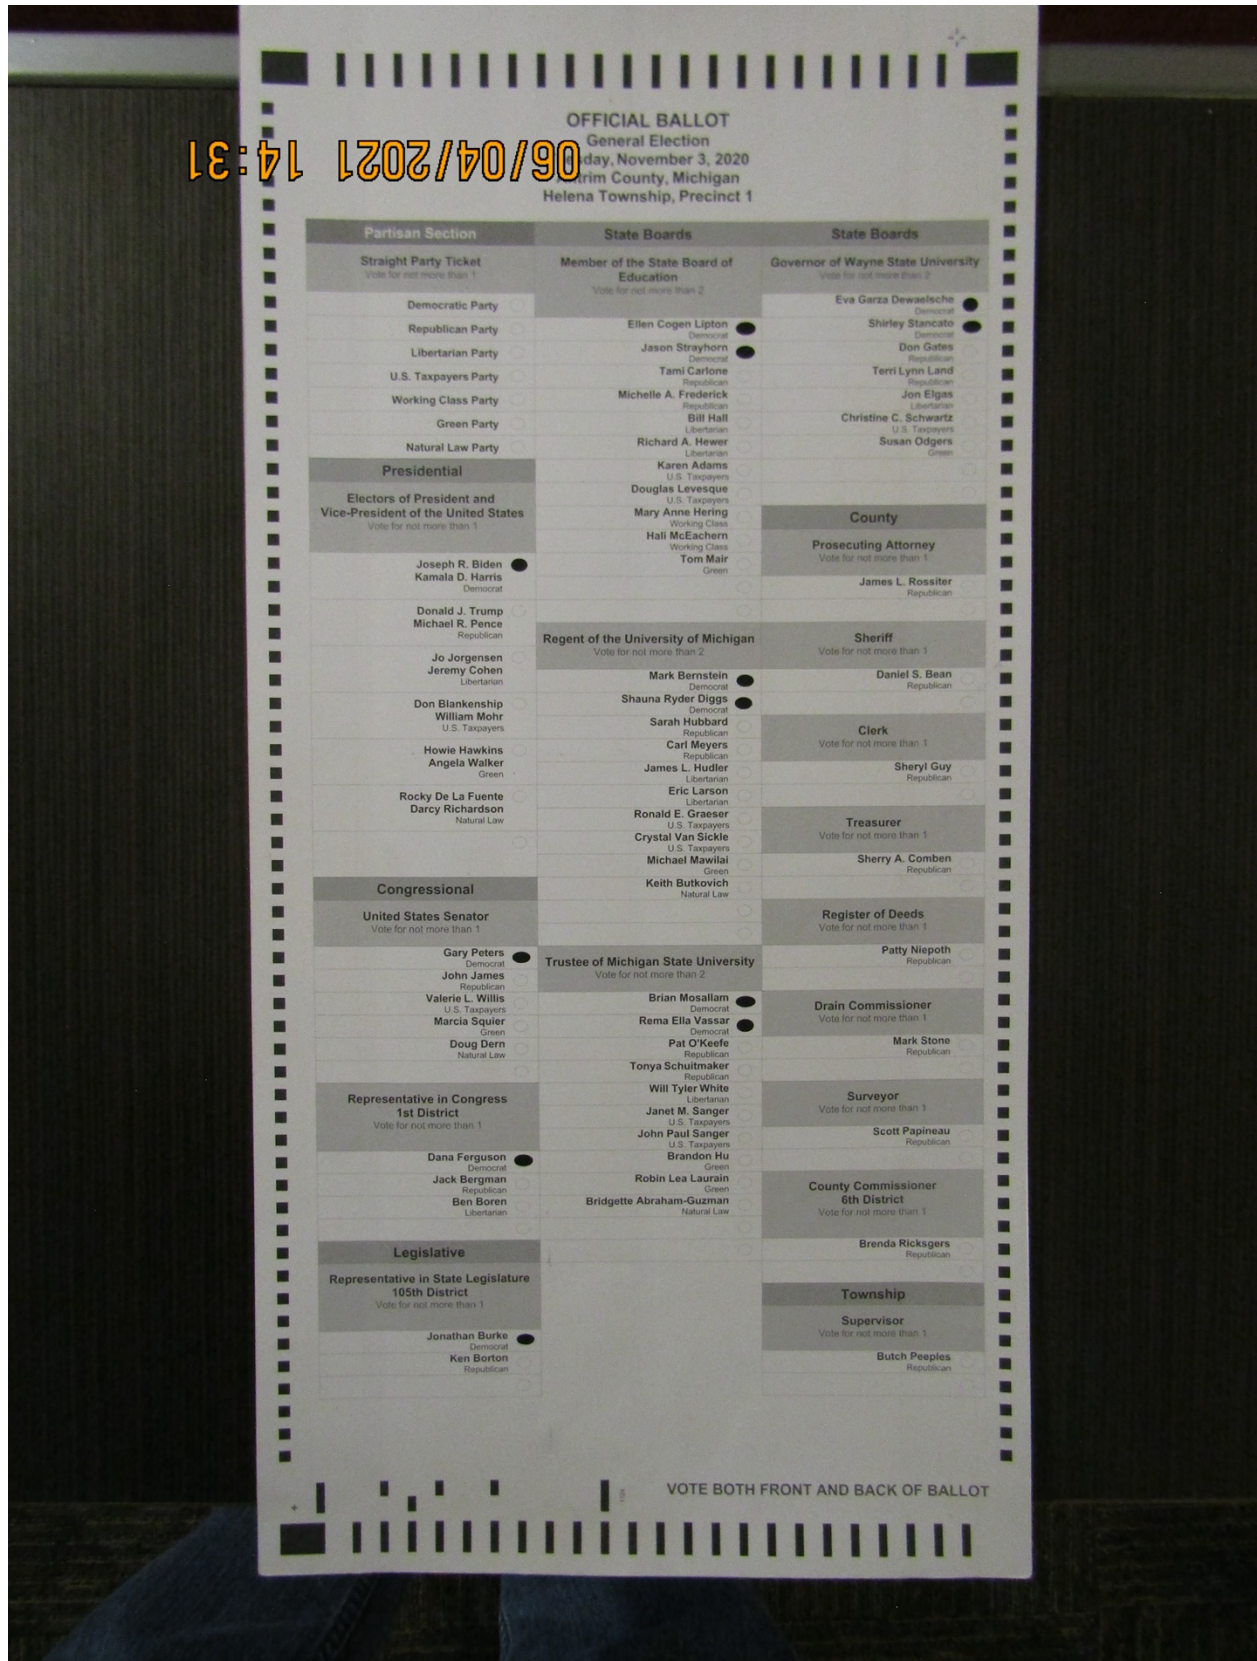 OFFICIAL BALLOT
General Election
sday, November 3, 2020
trim County, Michigan
Helena Township, Precinct 1
06/04/2021 14:31
Partisan Section
Straight Party Ticket
Vote for not more than 1
Democratic Party
Republican Party
Libertarian Party
U.S. Taxpayers Party
Working Class Party
Green Party
Natural Law Party
Presidential
Electors of President and
Vice-President of the United States
Vote for not more than 1
Joseph R. Biden
Kamala D. Harris
Democrat
Donald J. Trump
Michael R. Pence
Republican
Jo Jorgensen
Jeremy Cohen
Libertarian
Don Blankenship
William Mohr
U.S. Taxpayers
Howie Hawkins
Angela Walker
Green
Rocky De La Fuente
Darcy Richardson
Natural Law
Congressional
United States Senator
Vote for not more than 1
Gary Peters
Democrat
John James
Republican
Valerie L. Willis
U.S. Taxpayers
Marcia Squier
Green
Doug Dern
Natural Law
Representative in Congress
1st District
Vote for not more than 1
Dana Ferguson
Democrat
Jack Bergman
Republican
Ben Boren
Libertarian
Legislative
Representative in State Legislature
105th District
Vote for not more than 1
Jonathan Burke
Democrat
Ken Borton
Republican
State Boards
Member of the State Board of
Education
Vote for not more than 2
Ellen Cogen Lipton
Democrat
Jason Strayhorn
Democrat
Tami Carlone
Republican
Michelle A. Frederick
Republican
Bill Hall
Libertarian
Richard A. Hewer
Libertarian
Karen Adams
U.S. Taxpayers
Douglas Levesque
U.S. Taxpayers
Mary Anne Hering
Working Class
Hali McEachern
Working Class
Tom Mair
Green
Regent of the University of Michigan
Vote for not more than 2
Mark Bernstein
Democrat
Shauna Ryder Diggs
Democrat
Sarah Hubbard
Republican
Carl Meyers
Republican
James L. Hudler
Libertarian
Eric Larson
Libertarian
Ronald E. Graeser
U.S. Taxpayers
Crystal Van Sickle
U.S. Taxpayers
Michael Mawilai
Green
Keith Butkovich
Natural Law
Trustee of Michigan State University
Vote for not more than 2
Brian Mosallam
Democrat
Rema Ella Vassar
Democrat
Pat O'Keefe
Republican
Tonya Schuitmaker
Republican
Will Tyler White
Libertarian
Janet M. Sanger
U.S. Taxpayers
John Paul Sanger
U.S. Taxpayers
Brandon Hu
Green
Robin Lea Laurain
Green
Bridgette Abraham-Guzman
Natural Law
State Boards
Governor of Wayne State University
Vote for not more than 2
Eva Garza Dewaelsche
Democrat
Shirley Stancato
Democrat
Don Gates
Republican
Terri Lynn Land
Republican
Jon Elgas
Libertarian
Christine C. Schwartz
U.S. Taxpayers
Susan Odgers
Green
County
Prosecuting Attorney
Vote for not more than 1
James L. Rossiter
Republican
Sheriff
Vote for not more than 1
Daniel S. Bean
Republican
Clerk
Vote for not more than 1
Sheryl Guy
Republican
Treasurer
Vote for not more than 1
Sherry A. Comben
Republican
Register of Deeds
Vote for not more than 1
Patty Niepoth
Republican
Drain Commissioner
Vote for not more than 1
Mark Stone
Republican
Surveyor
Vote for not more than 1
Scott Papineau
Republican
County Commissioner
6th District
Vote for not more than 1
Brenda Ricksgers
Republican
Township
Supervisor
Vote for not more than 1
Butch Peeples
Republican
VOTE BOTH FRONT AND BACK OF BALLOT